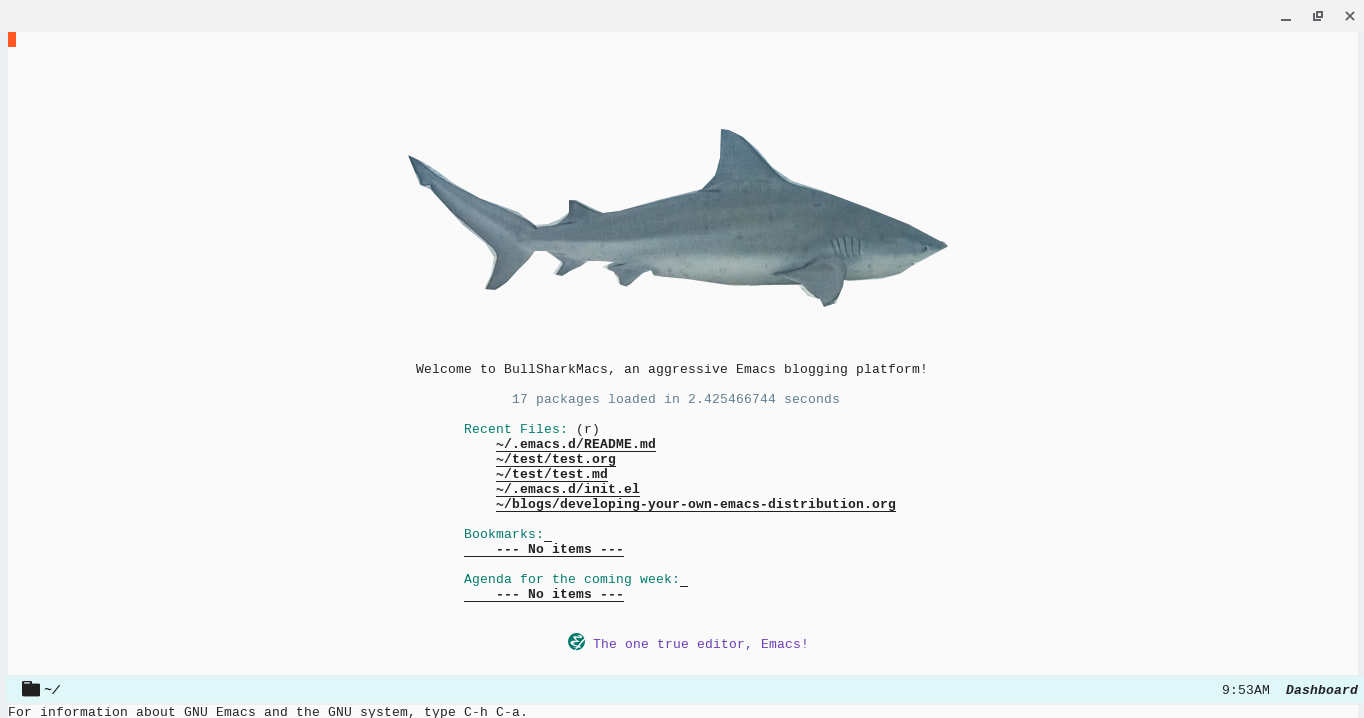 Welcome to BullSharkMacs, an aggressive Emacs blogging platform!
17 packages loaded in 2.425466744 seconds
Recent Files: (r)
~/.emacs.d/README.md
~/test/test.org
~/test/test.md
~/.emacs.d/init.el
~/blogs/developing-your-own-emacs-distribution.org
Bookmarks:
--- No items ---
Agenda for the coming week:
--- No items ---
The one true editor, Emacs!
~/ 9:53AM Dashboard
For information about GNU Emacs and the GNU system, type C-h C-a.